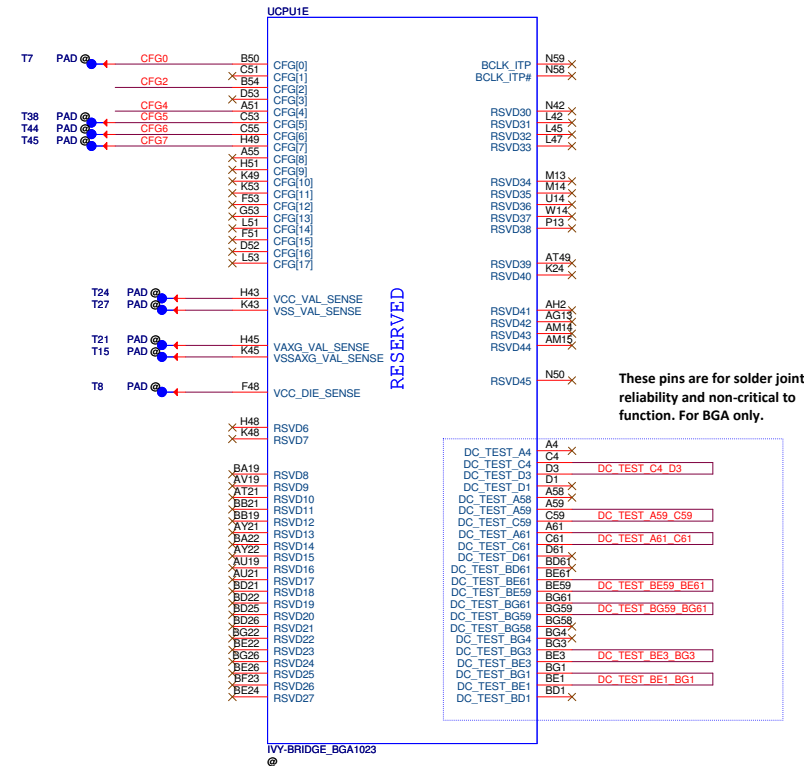 UCPU1E
T7 PAD @ CFG0 B50 CFG[0]
C51 CFG[1]
CFG2 B54 CFG[2]
D53 CFG[3]
CFG4 A51 CFG[4]
T38 PAD @ CFG5 C53 CFG[5]
T44 PAD @ CFG6 C55 CFG[6]
T45 PAD @ CFG7 H49 CFG[7]
A55 CFG[8]
H51 CFG[9]
K49 CFG[10]
K53 CFG[11]
F53 CFG[12]
G53 CFG[13]
L51 CFG[14]
F51 CFG[15]
D52 CFG[16]
L53 CFG[17]
T24 PAD @ H43 VCC_VAL_SENSE
T27 PAD @ K43 VSS_VAL_SENSE
T21 PAD @ H45 VAXG_VAL_SENSE
T15 PAD @ K45 VSSAXG_VAL_SENSE
T8 PAD @ F48 VCC_DIE_SENSE
H48 RSVD6
K48 RSVD7
BA19 RSVD8
AV19 RSVD9
AT21 RSVD10
BB21 RSVD11
BB19 RSVD12
AY21 RSVD13
BA22 RSVD14
AY22 RSVD15
AU19 RSVD16
AU21 RSVD17
BD21 RSVD18
BD22 RSVD19
BD25 RSVD20
BD26 RSVD21
BG22 RSVD22
BE22 RSVD23
BG26 RSVD24
BE26 RSVD25
BF23 RSVD26
BE24 RSVD27
RESERVED
BCLK_ITP N59
BCLK_ITP# N58
RSVD30 N42
RSVD31 L42
RSVD32 L45
RSVD33 L47
RSVD34 M13
RSVD35 M14
RSVD36 U14
RSVD37 W14
RSVD38 P13
RSVD39 AT49
RSVD40 K24
RSVD41 AH2
RSVD42 AG13
RSVD43 AM14
RSVD44 AM15
RSVD45 N50
These pins are for solder joint
reliability and non-critical to
function. For BGA only.
DC_TEST_A4 A4
DC_TEST_C4 C4
DC_TEST_D3 D3 DC_TEST_C4_D3
DC_TEST_D1 D1
DC_TEST_A58 A58
DC_TEST_A59 A59
DC_TEST_C59 C59 DC_TEST_A59_C59
DC_TEST_A61 A61
DC_TEST_C61 C61 DC_TEST_A61_C61
DC_TEST_D61 D61
DC_TEST_BD61 BD61
DC_TEST_BE61 BE61
DC_TEST_BE59 BE59 DC_TEST_BE59_BE61
DC_TEST_BG61 BG61
DC_TEST_BG59 BG59 DC_TEST_BG59_BG61
DC_TEST_BG58 BG58
DC_TEST_BG4 BG4
DC_TEST_BG3 BG3
DC_TEST_BE3 BE3 DC_TEST_BE3_BG3
DC_TEST_BG1 BG1
DC_TEST_BE1 BE1 DC_TEST_BE1_BG1
DC_TEST_BD1 BD1
IVY-BRIDGE_BGA1023
@